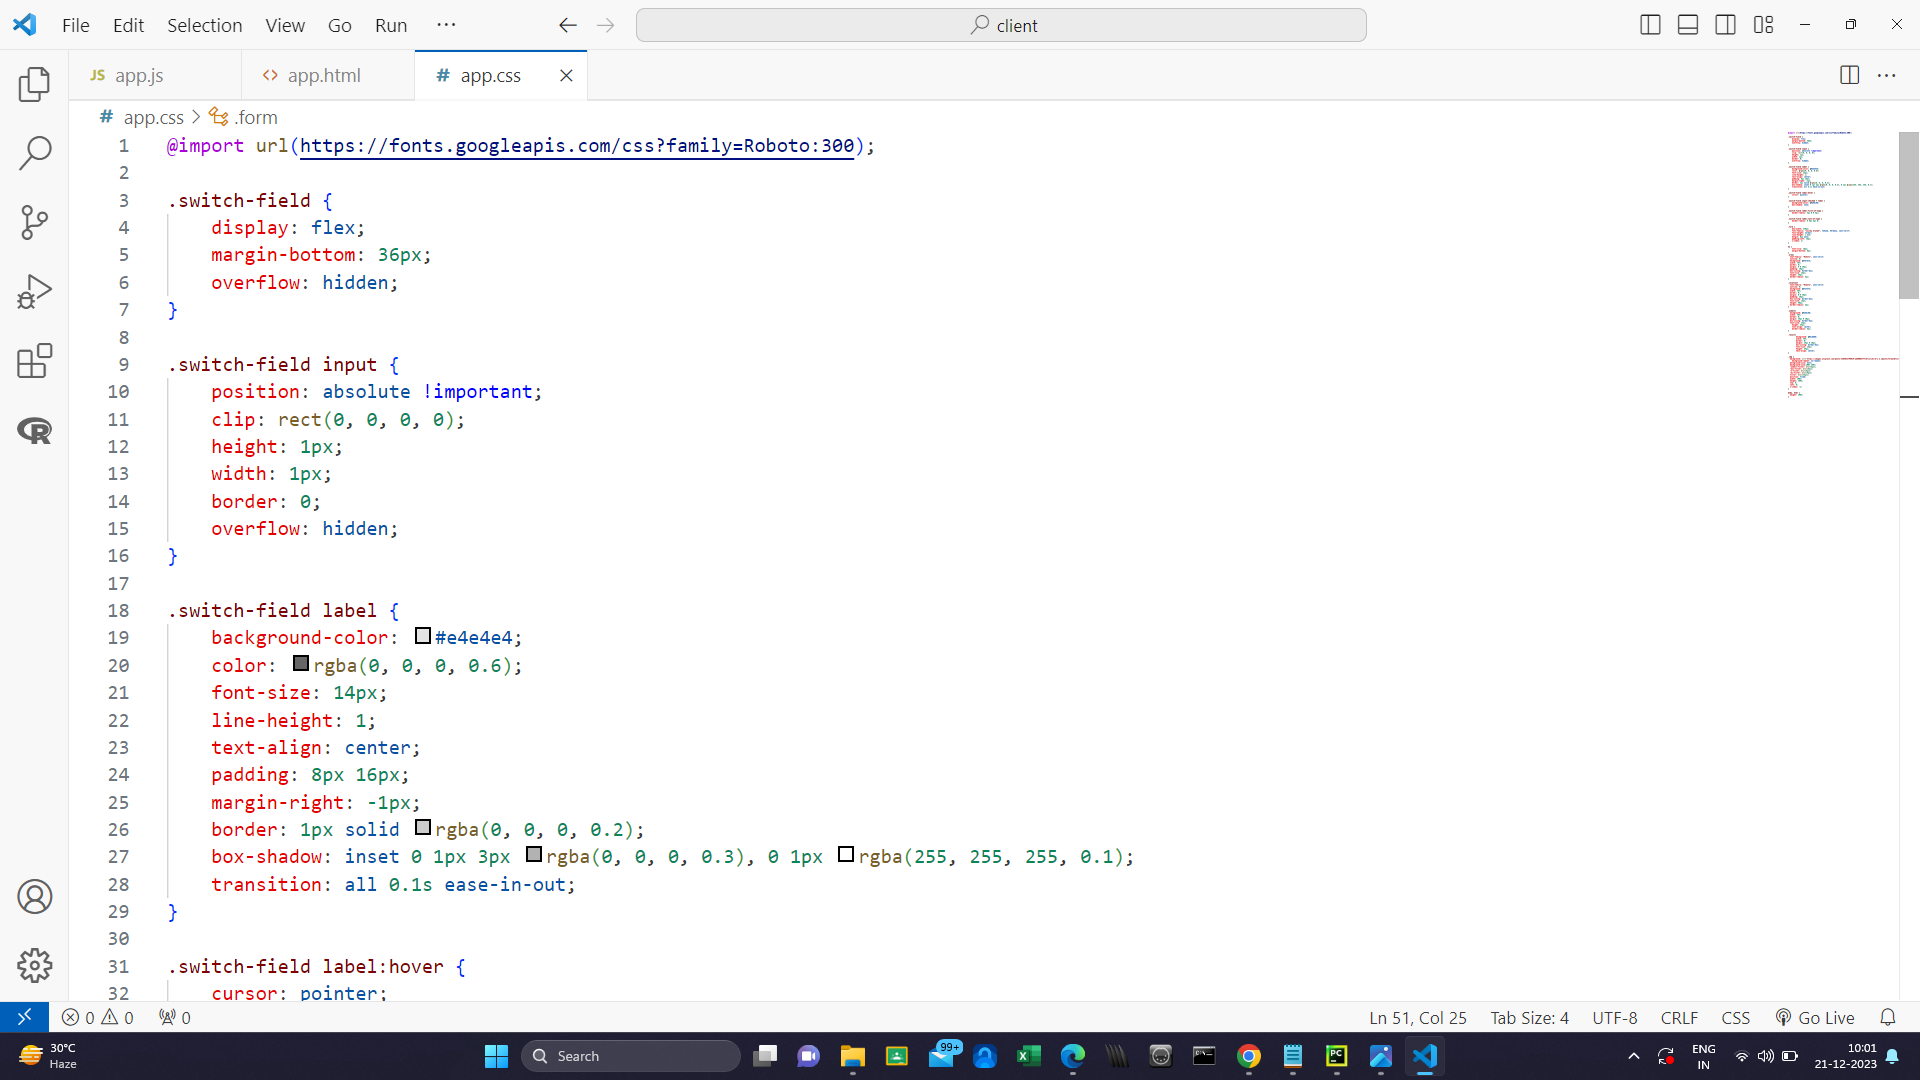 File Edit Selection View Go Run ··· client
JS app.js <> app.html # app.css
# app.css > .form
1 @import url(https://fonts.googleapis.com/css?family=Roboto:300);
2
3 .switch-field {
4 display: flex;
5 margin-bottom: 36px;
6 overflow: hidden;
7 }
8
9 .switch-field input {
10 position: absolute !important;
11 clip: rect(0, 0, 0, 0);
12 height: 1px;
13 width: 1px;
14 border: 0;
15 overflow: hidden;
16 }
17
18 .switch-field label {
19 background-color: #e4e4e4;
20 color: rgba(0, 0, 0, 0.6);
21 font-size: 14px;
22 line-height: 1;
23 text-align: center;
24 padding: 8px 16px;
25 margin-right: -1px;
26 border: 1px solid rgba(0, 0, 0, 0.2);
27 box-shadow: inset 0 1px 3px rgba(0, 0, 0, 0.3), 0 1px rgba(255, 255, 255, 0.1);
28 transition: all 0.1s ease-in-out;
29 }
30
31 .switch-field label:hover {
32 cursor: pointer;
0 0 0 Ln 51, Col 25 Tab Size: 4 UTF-8 CRLF CSS Go Live
30°C
Haze
Search
99+
ENG
IN
10:01
21-12-2023